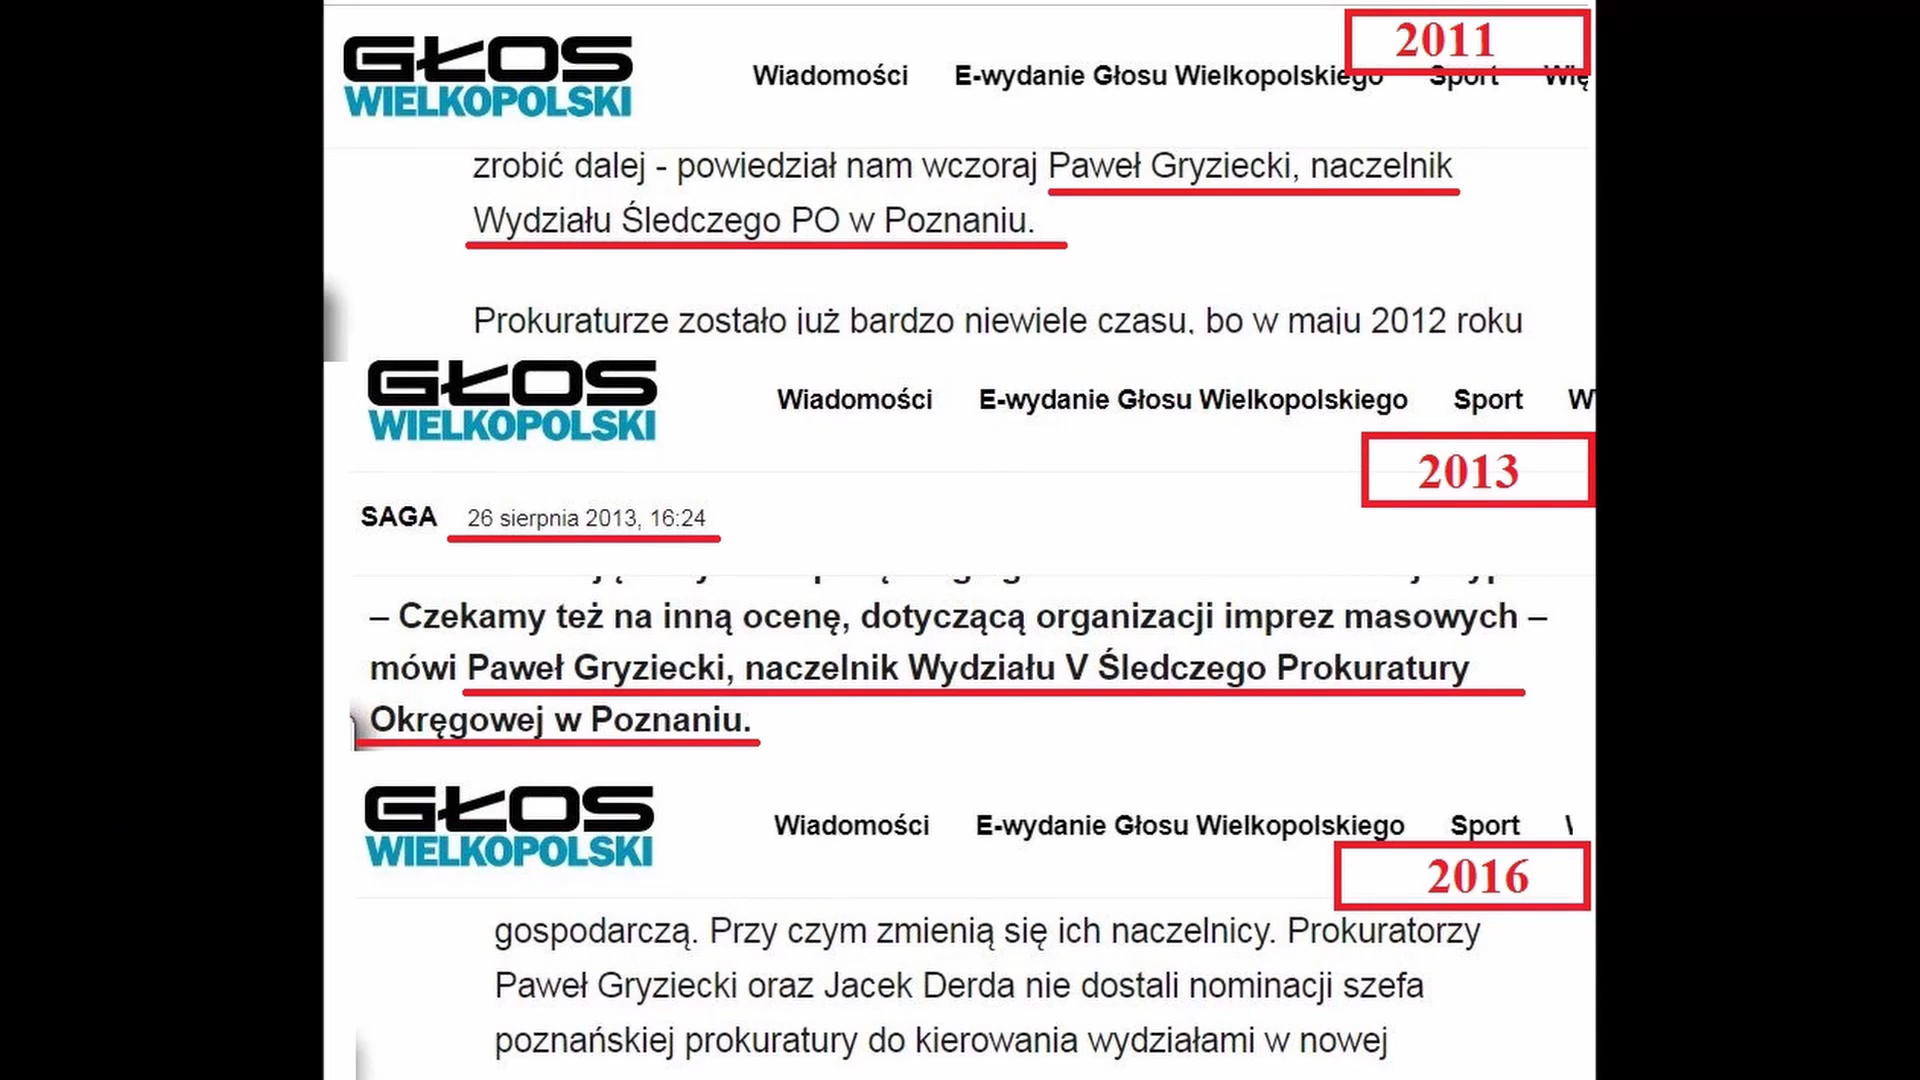 2011
GŁOS
WIELKOPOLSKI
Wiadomości E-wydanie Głosu Wielkopolskiego Sport
zrobić dalej - powiedział nam wczoraj Paweł Gryziecki, naczelnik
Wydziału Śledczego PO w Poznaniu.
Prokuraturze zostało już bardzo niewiele czasu, bo w maju 2012 roku
GŁOS
WIELKOPOLSKI
Wiadomości E-wydanie Głosu Wielkopolskiego Sport W
2013
SAGA 26 sierpnia 2013, 16:24
– Czekamy też na inną ocenę, dotyczącą organizacji imprez masowych –
mówi Paweł Gryziecki, naczelnik Wydziału V Śledczego Prokuratury
Okręgowej w Poznaniu.
GŁOS
WIELKOPOLSKI
Wiadomości E-wydanie Głosu Wielkopolskiego Sport
2016
gospodarczą. Przy czym zmienią się ich naczelnicy. Prokuratorzy
Paweł Gryziecki oraz Jacek Derda nie dostali nominacji szefa
poznańskiej prokuratury do kierowania wydziałami w nowej